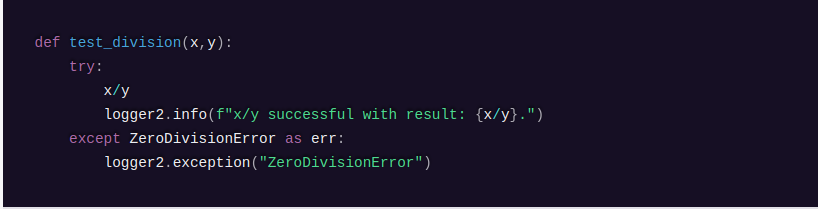 def test_division(x,y):
    try:
        x/y
        logger2.info(f"x/y successful with result: {x/y}.")
    except ZeroDivisionError as err:
        logger2.exception("ZeroDivisionError")